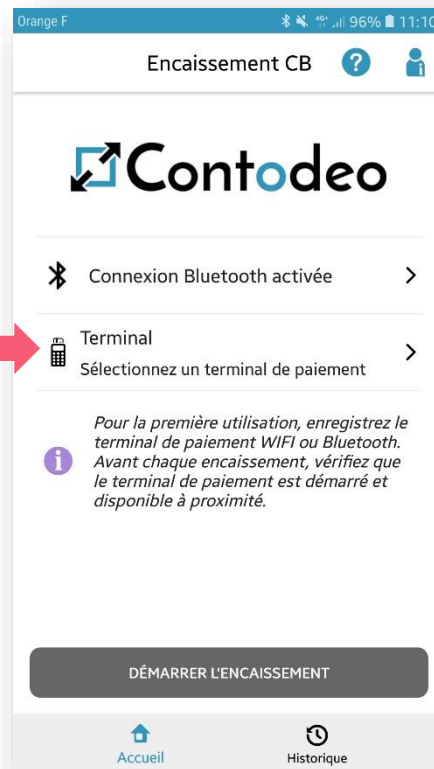 Orange F 4G+ 96% 11:10
Encaissement CB ?
Contodeo
Connexion Bluetooth activée
Terminal
Sélectionnez un terminal de paiement
Pour la première utilisation, enregistrez le
terminal de paiement WIFI ou Bluetooth.
Avant chaque encaissement, vérifiez que
le terminal de paiement est démarré et
disponible à proximité.
DÉMARRER L'ENCAISSEMENT
Accueil Historique